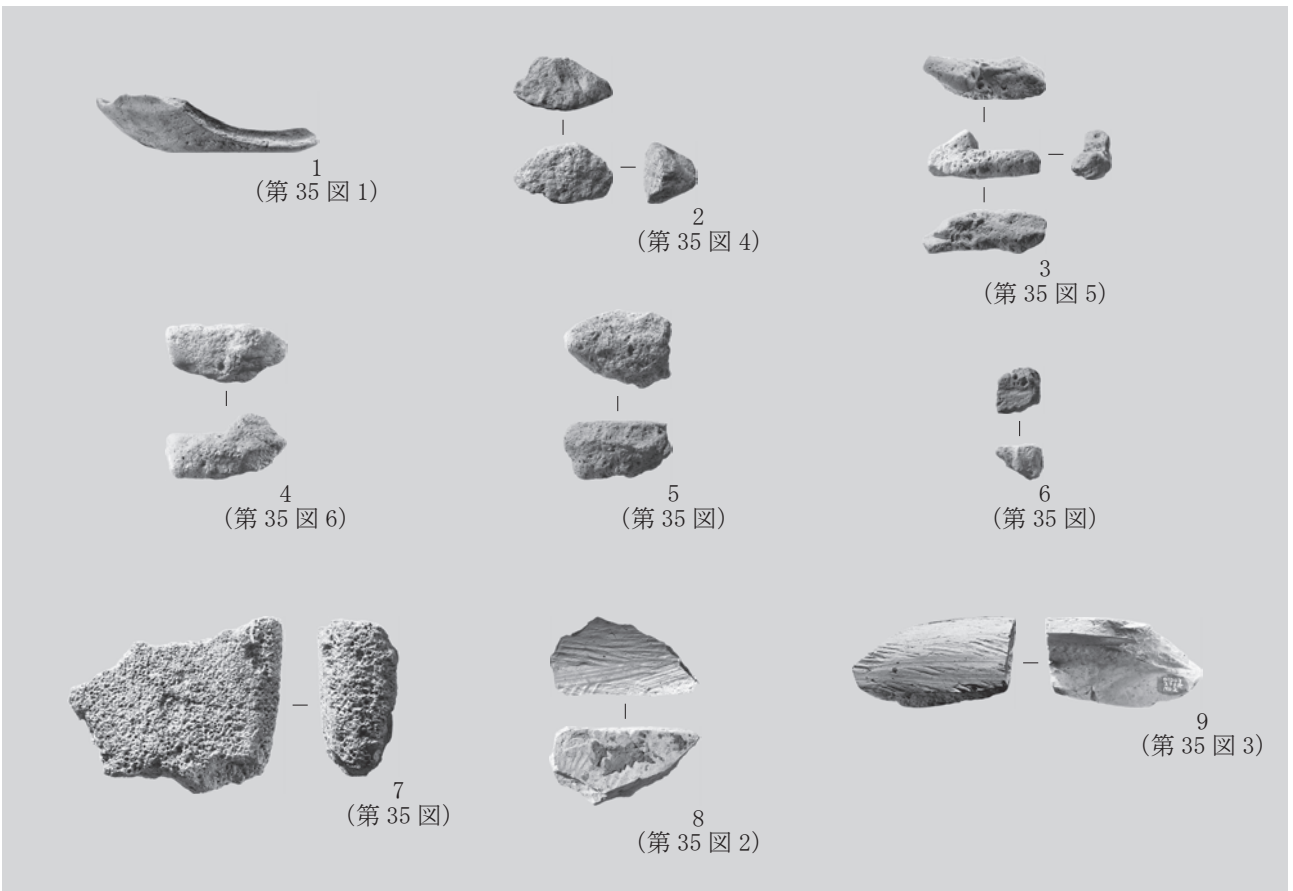 1
（第 35 図 1）
2
（第 35 図 4）
3
（第 35 図 5）
4
（第 35 図 6）
5
（第 35 図）
6
（第 35 図）
7
（第 35 図）
8
（第 35 図 2）
9
（第 35 図 3）